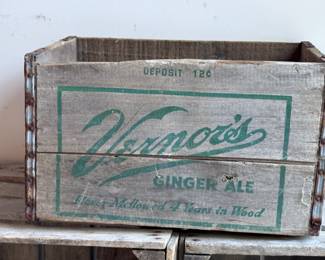 DEPOSIT 12¢
Vernor's
GINGER ALE
Flavor Mellowed 4 Years in Wood